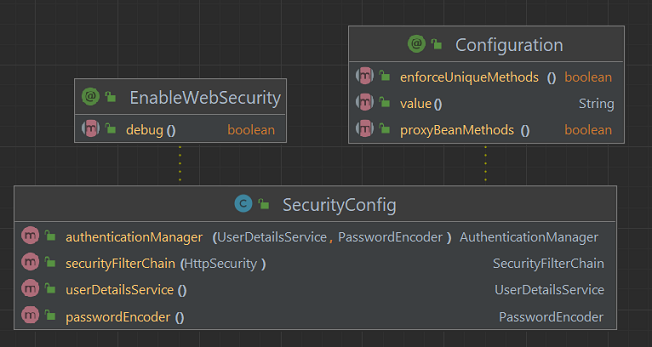 Configuration
enforceUniqueMethods () boolean
value() String
proxyBeanMethods () boolean
EnableWebSecurity
debug () boolean
SecurityConfig
authenticationManager (UserDetailsService, PasswordEncoder) AuthenticationManager
securityFilterChain (HttpSecurity) SecurityFilterChain
userDetailsService () UserDetailsService
passwordEncoder () PasswordEncoder